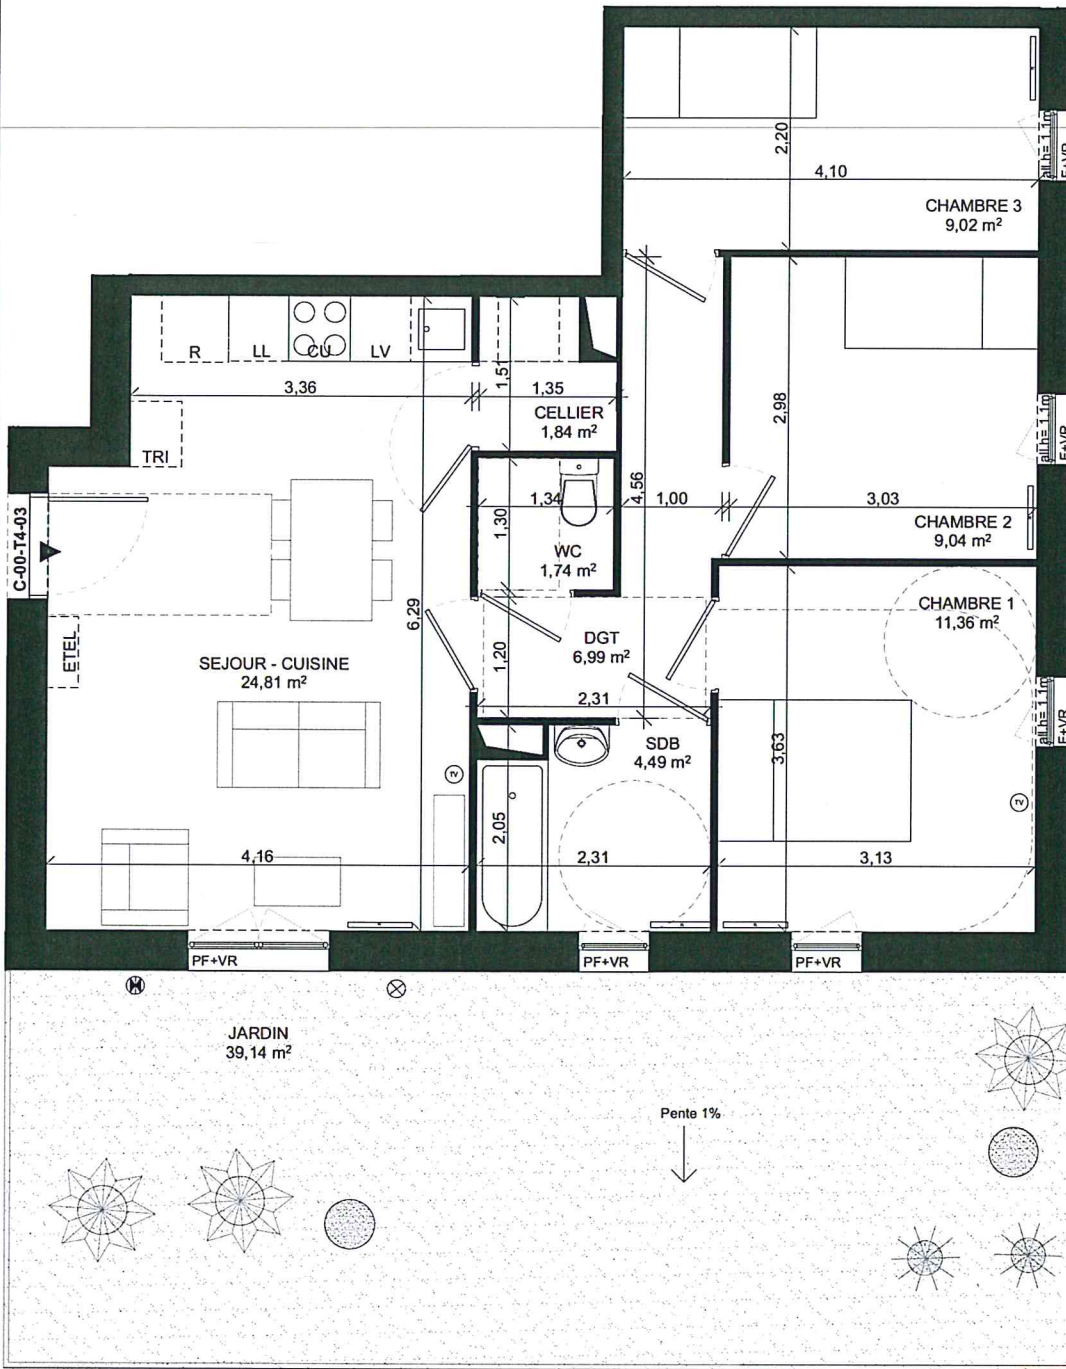 2,20
4,10
all.h= 1.1m
F+VR
CHAMBRE 3
9,02 m²
R
LL
CU
LV
3,36
1,51
1,35
CELLIER
1,84 m²
TRI
2,98
all.h= 1.1m
F+VR
4,56
1,34
1,00
3,03
1,30
C-00-T4-03
WC
1,74 m²
CHAMBRE 2
9,04 m²
CHAMBRE 1
11,36 m²
6,29
ETEL
SEJOUR - CUISINE
24,81 m²
1,20
DGT
6,99 m²
2,31
all.h= 1.1m
F+VR
SDB
4,49 m²
3,63
TV
TV
2,05
4,16
2,31
3,13
PF+VR
PF+VR
PF+VR
JARDIN
39,14 m²
Pente 1%